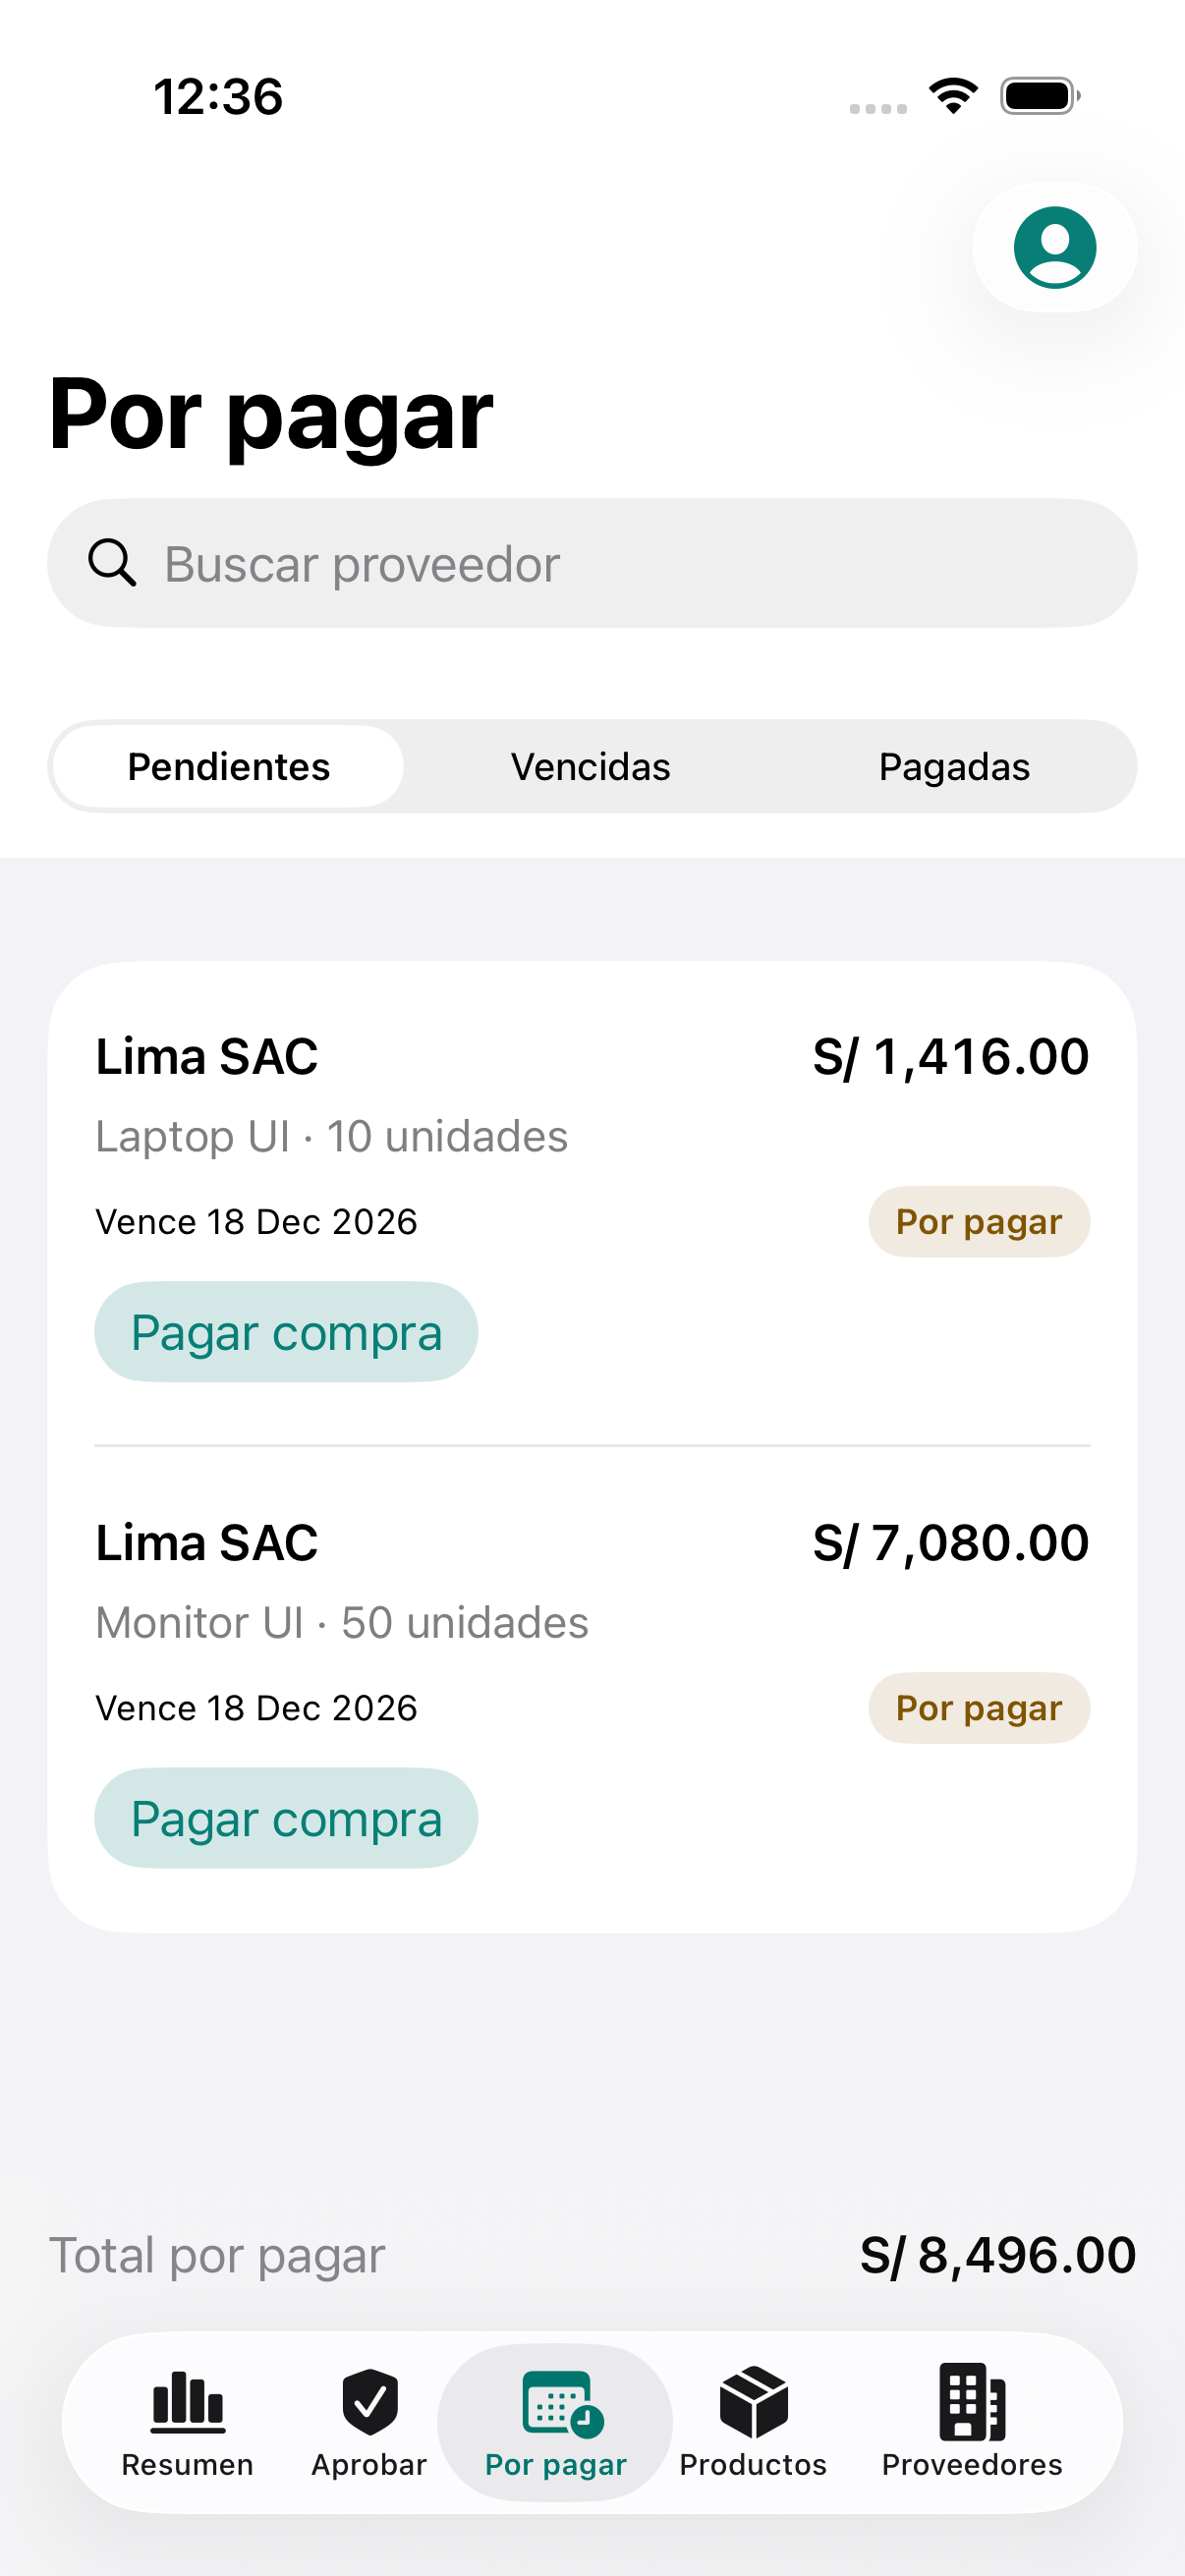 12:36
Por pagar
Buscar proveedor
Pendientes Vencidas Pagadas
Lima SAC S/ 1,416.00
Laptop UI · 10 unidades
Vence 18 Dec 2026 Por pagar
Pagar compra
Lima SAC S/ 7,080.00
Monitor UI · 50 unidades
Vence 18 Dec 2026 Por pagar
Pagar compra
Total por pagar S/ 8,496.00
Resumen Aprobar Por pagar Productos Proveedores